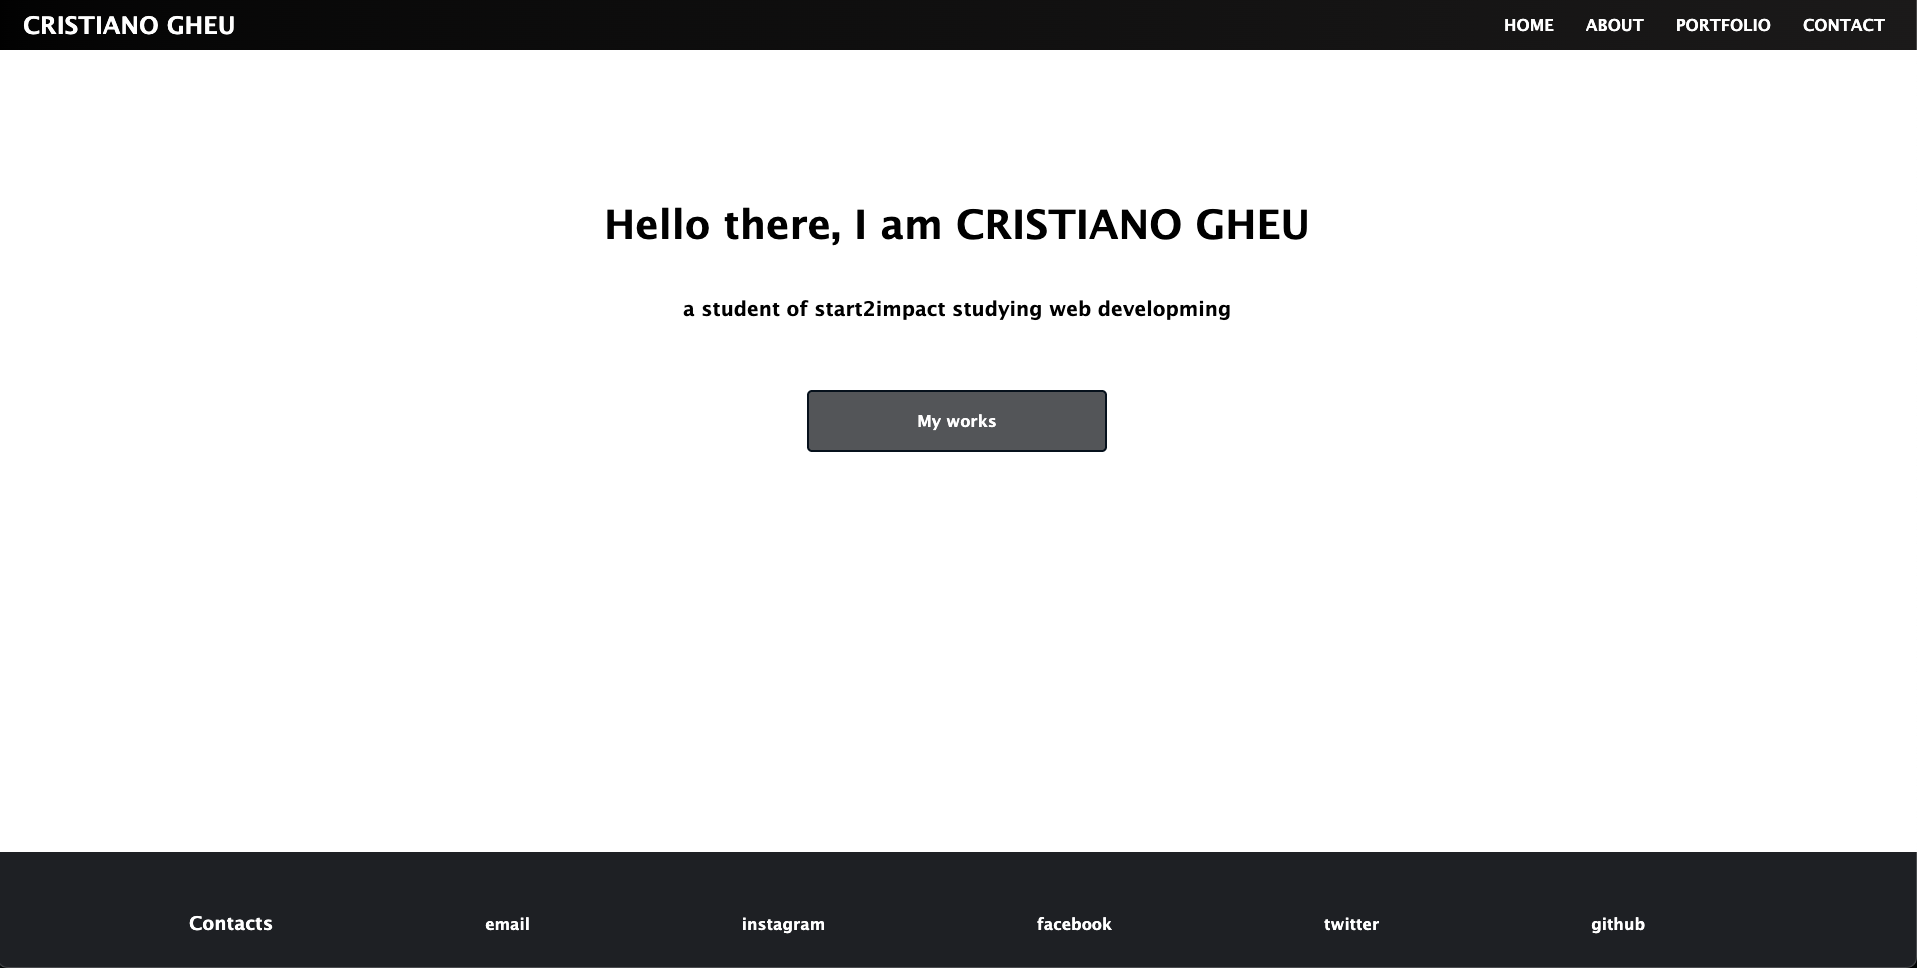 CRISTIANO GHEU HOME ABOUT PORTFOLIO CONTACT
Hello there, I am CRISTIANO GHEU
a student of start2impact studying web developming
My works
Contacts email instagram facebook twitter github